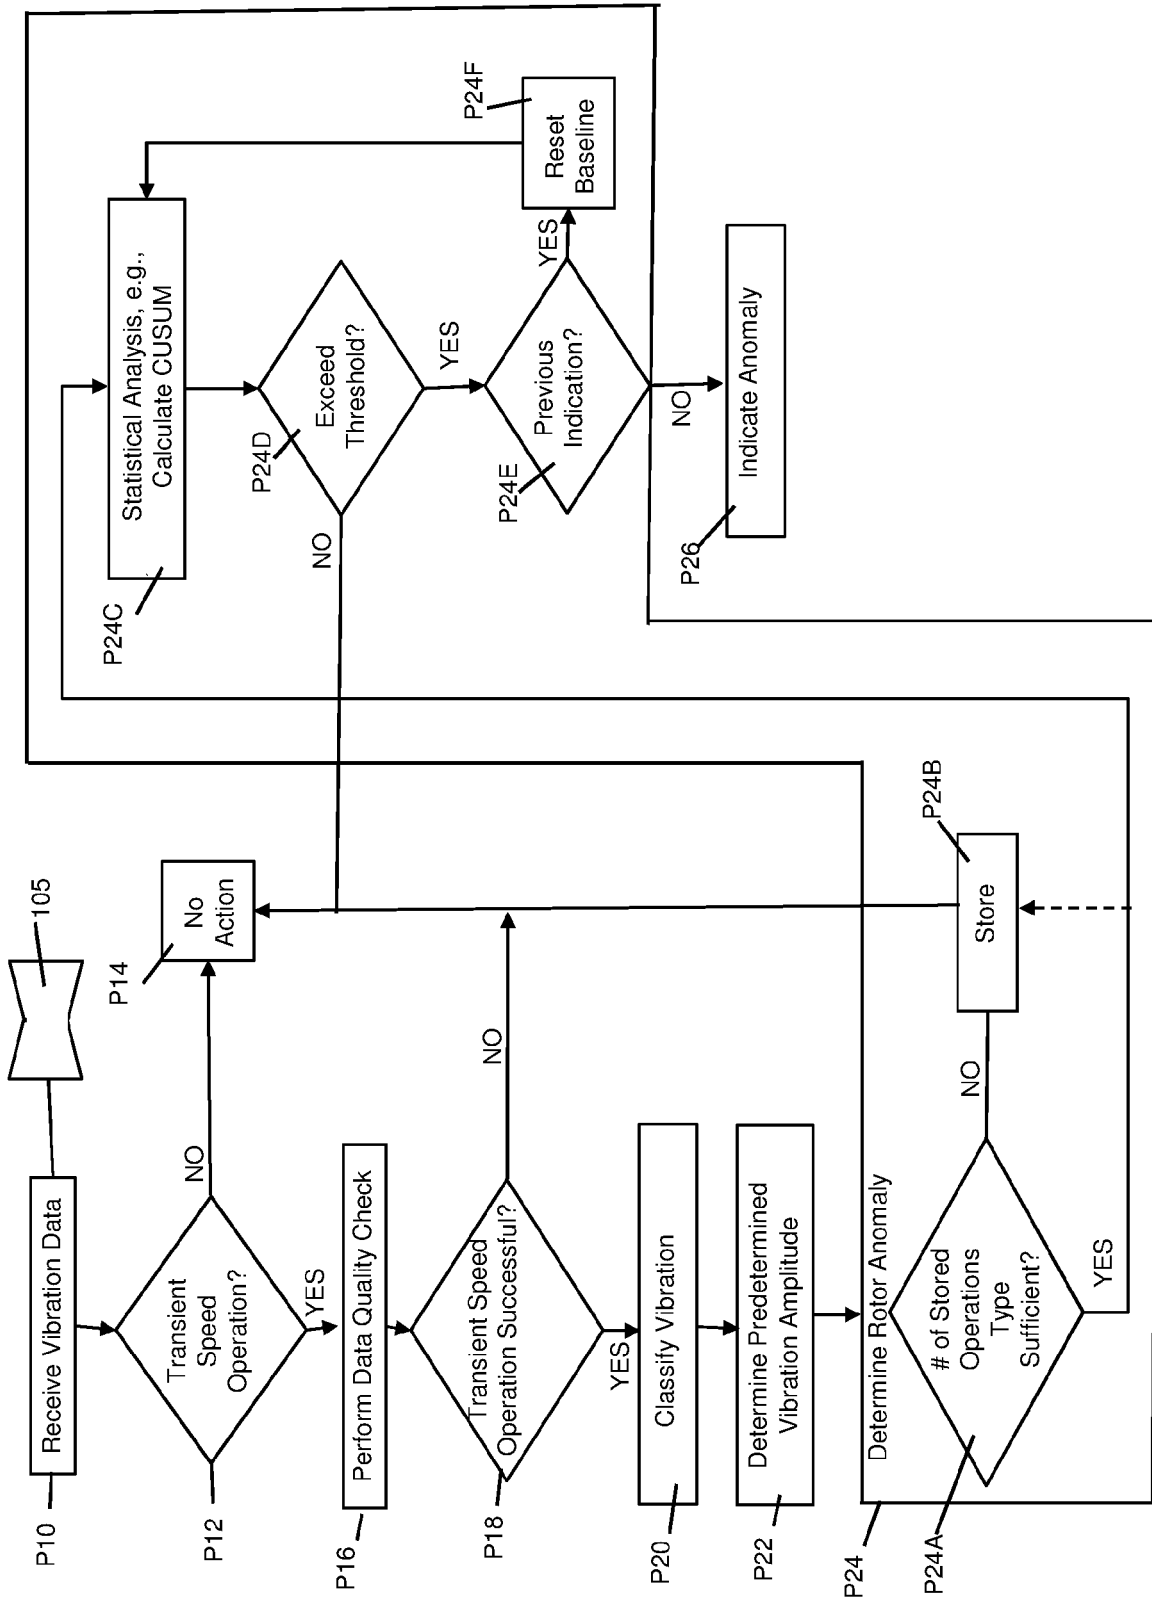 P10
Receive Vibration Data
105
P12
Transient
Speed
Operation?
NO
YES
P14
No
Action
P16
Perform Data Quality Check
P18
Transient Speed
Operation Successful?
NO
YES
P20
Classify Vibration
P22
Determine Predetermined
Vibration Amplitude
P24
Determine Rotor Anomaly
P24A
# of Stored
Operations
Type
Sufficient?
NO
YES
P24B
Store
P24C
Statistical Analysis, e.g.,
Calculate CUSUM
P24D
Exceed
Threshold?
NO
YES
P24E
Previous
Indication?
YES
NO
P24F
Reset
Baseline
P26
Indicate Anomaly